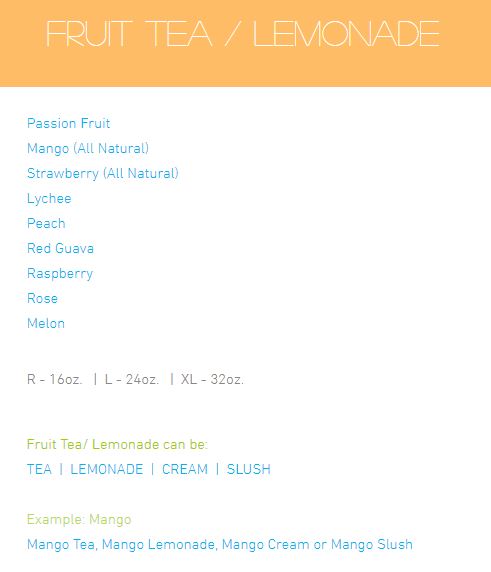 FRUIT TEA / LEMONADE
Passion Fruit
Mango (All Natural)
Strawberry (All Natural)
Lychee
Peach
Red Guava
Raspberry
Rose
Melon
R - 16oz. | L - 24oz. | XL - 32oz.
Fruit Tea/ Lemonade can be:
TEA | LEMONADE | CREAM | SLUSH
Example: Mango
Mango Tea, Mango Lemonade, Mango Cream or Mango Slush